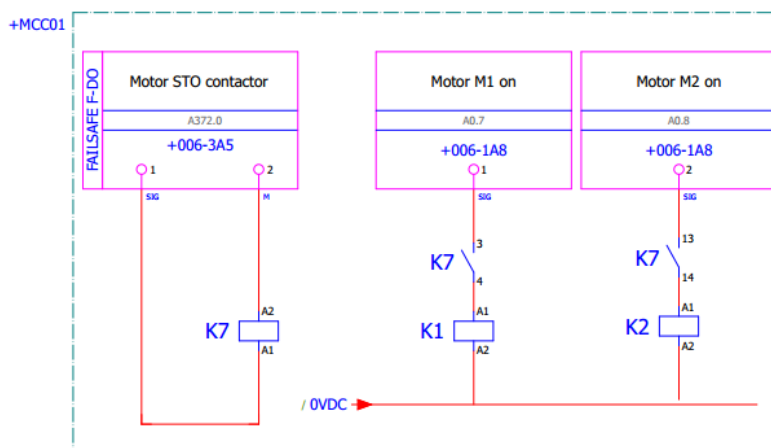 +MCC01
FAILSAFE F-DO
Motor STO contactor
A372.0
+006-3A5
1
2
SIG
M
K7
A2
A1
Motor M1 on
A0.7
+006-1A8
1
SIG
K7
3
4
K1
A1
A2
Motor M2 on
A0.8
+006-1A8
2
SIG
K7
13
14
K2
A1
A2
/ 0VDC